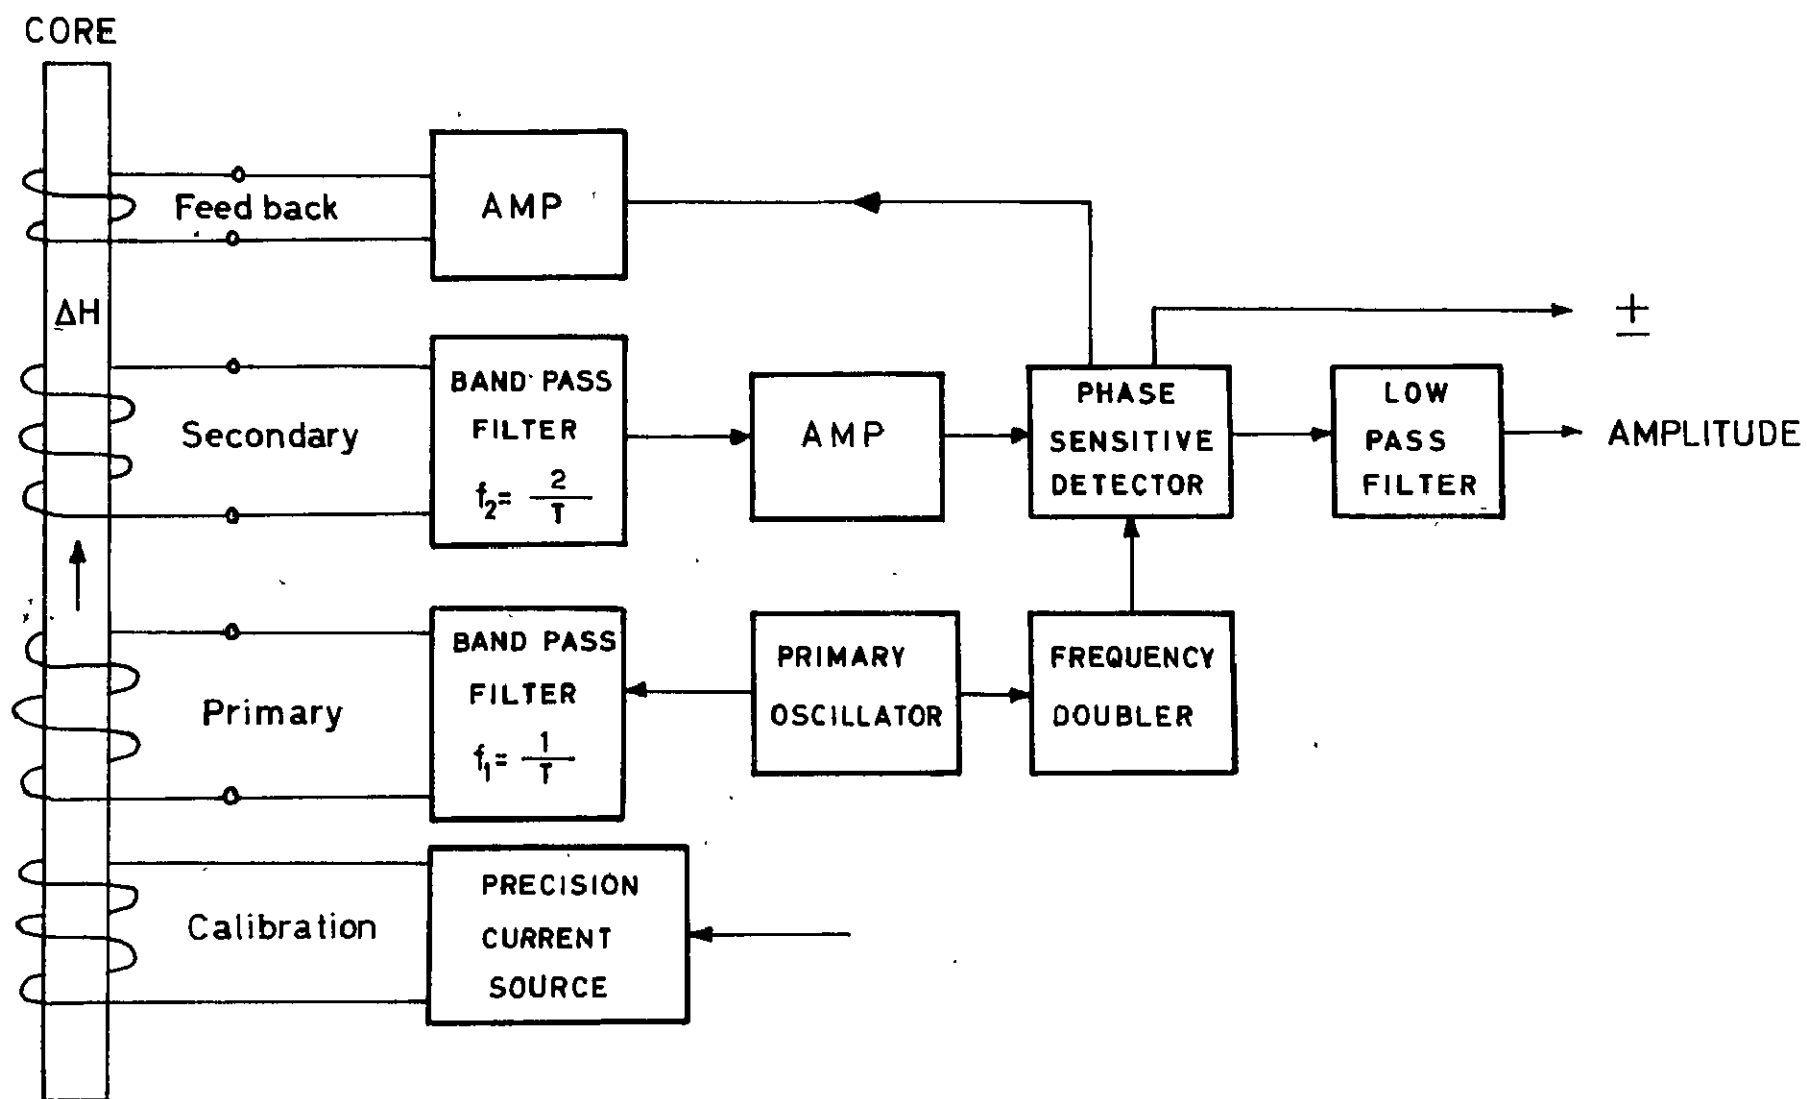 CORE
Feed back
AMP
ΔH
±
BAND PASS
FILTER
f₂= 2/T
Secondary
AMP
PHASE
SENSITIVE
DETECTOR
LOW
PASS
FILTER
AMPLITUDE
BAND PASS
FILTER
f₁= 1/T
Primary
PRIMARY
OSCILLATOR
FREQUENCY
DOUBLER
Calibration
PRECISION
CURRENT
SOURCE